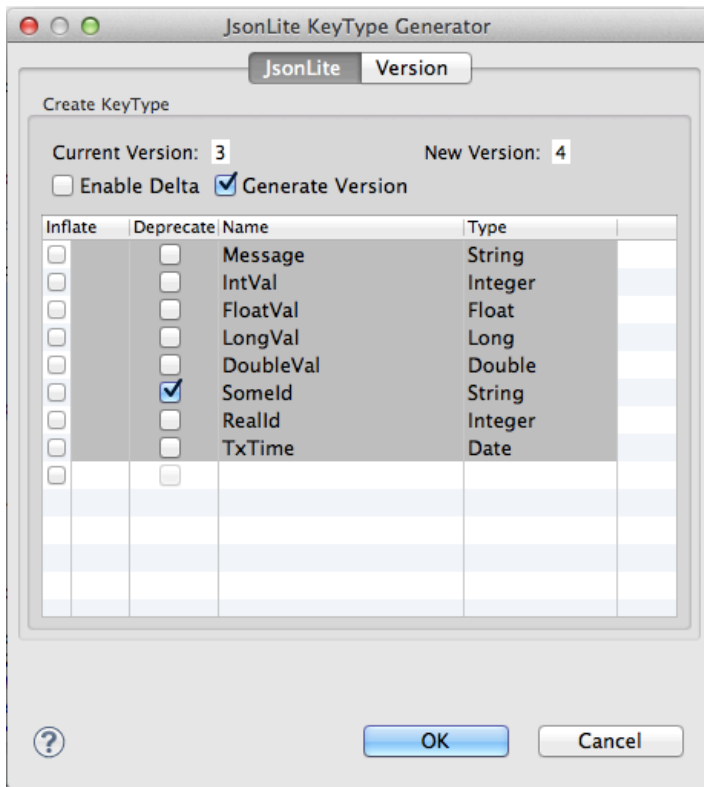 JsonLite KeyType Generator
JsonLite Version
Create KeyType
Current Version: 3 New Version: 4
Enable Delta Generate Version
Inflate Deprecate Name Type
Message String
IntVal Integer
FloatVal Float
LongVal Long
DoubleVal Double
SomeId String
RealId Integer
TxTime Date
? OK Cancel